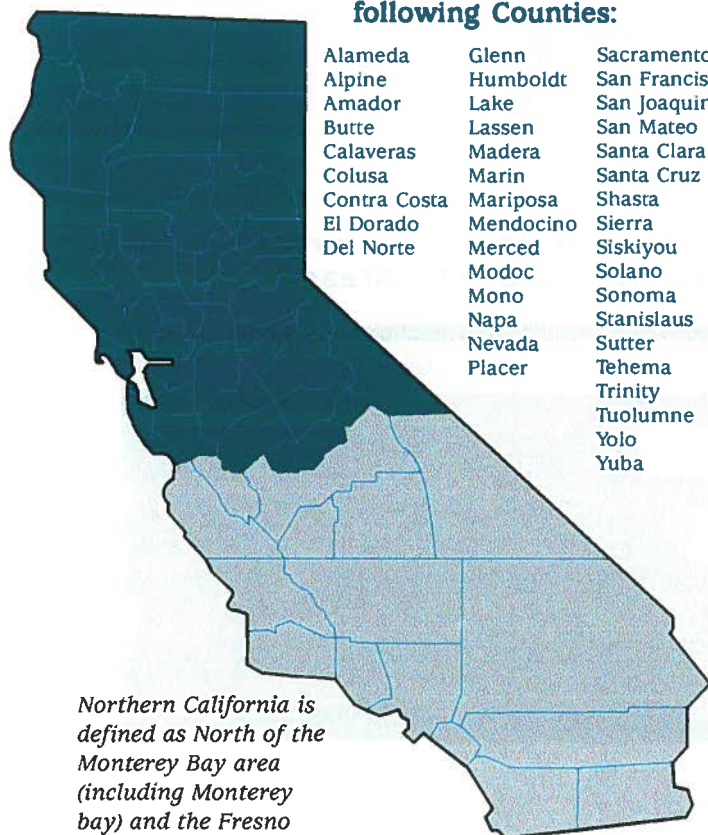 following Counties:
Alameda
Alpine
Amador
Butte
Calaveras
Colusa
Contra Costa
El Dorado
Del Norte
Glenn
Humboldt
Lake
Lassen
Madera
Marin
Mariposa
Mendocino
Merced
Modoc
Mono
Napa
Nevada
Placer
Sacramento
San Francis
San Joaquin
San Mateo
Santa Clara
Santa Cruz
Shasta
Sierra
Siskiyou
Solano
Sonoma
Stanislaus
Sutter
Tehema
Trinity
Tuolumne
Yolo
Yuba
Northern California is
defined as North of the
Monterey Bay area
(including Monterey
bay) and the Fresno